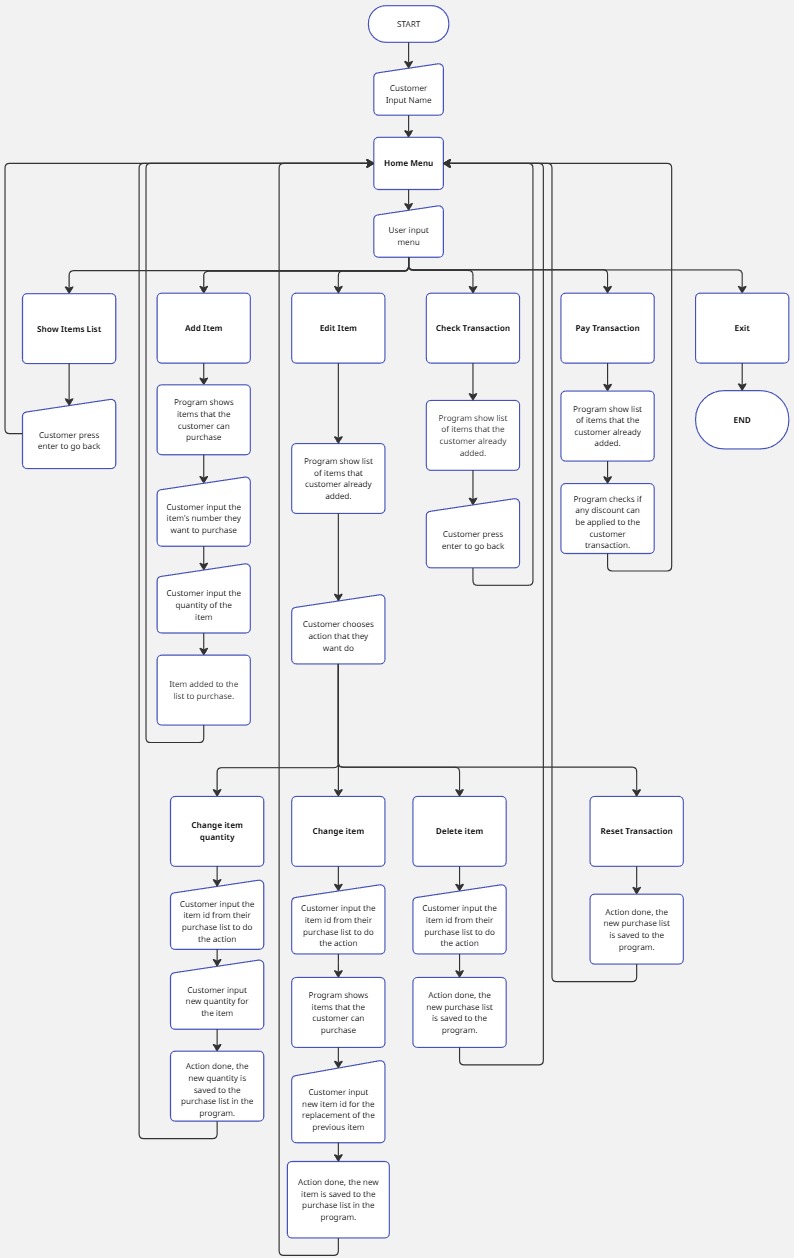 START
Customer
Input Name
Home Menu
User input
menu
Show Items List
Add Item
Edit Item
Check Transaction
Pay Transaction
Exit
Customer press
enter to go back
Program shows
items that the
customer can
purchase
Program show list
of items that
customer already
added.
Program show list
of items that the
customer already
added.
Program show list
of items that the
customer already
added.
END
Customer input the
item's number they
want to purchase
Customer press
enter to go back
Program checks if
any discount can
be applied to the
customer
transaction.
Customer input the
quantity of the
item
Customer chooses
action that they
want do
Item added to the
list to purchase.
Change item
quantity
Change item
Delete item
Reset Transaction
Customer input the
item id from their
purchase list to do
the action
Customer input the
item id from their
purchase list to do
the action
Customer input the
item id from their
purchase list to do
the action
Action done, the
new purchase list
is saved to the
program.
Customer input
new quantity for
the item
Program shows
items that the
customer can
purchase
Action done, the
new purchase list
is saved to the
program.
Action done, the
new quantity is
saved to the
purchase list in the
program.
Customer input
new item id for the
replacement of the
previous item
Action done, the new
item is saved to the
purchase list in the
program.